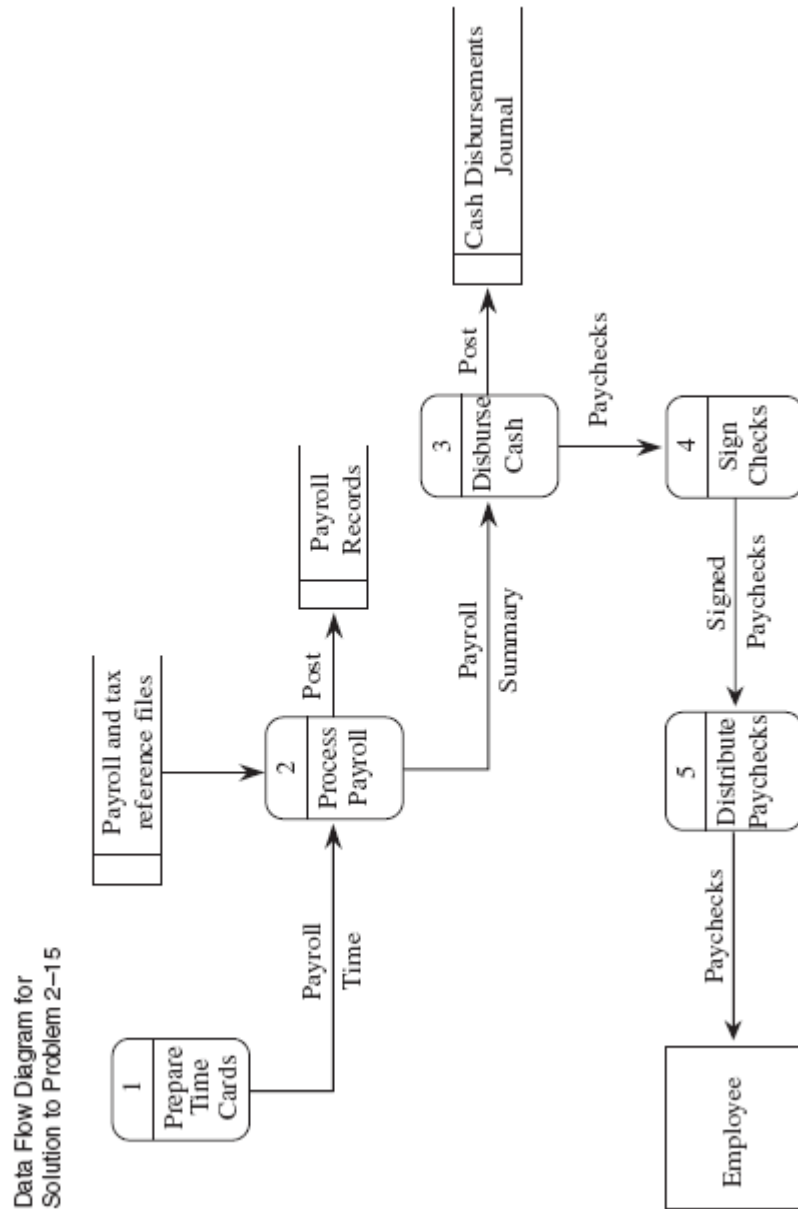 Data Flow Diagram for
Solution to Problem 2–15
Payroll and tax
reference files
1
Prepare
Time
Cards
Payroll
Time
2
Process
Payroll
Post
Payroll
Records
Payroll
Summary
3
Disburse
Cash
Post
Cash Disbursements
Journal
Paychecks
4
Sign
Checks
Signed
Paychecks
5
Distribute
Paychecks
Paychecks
Employee